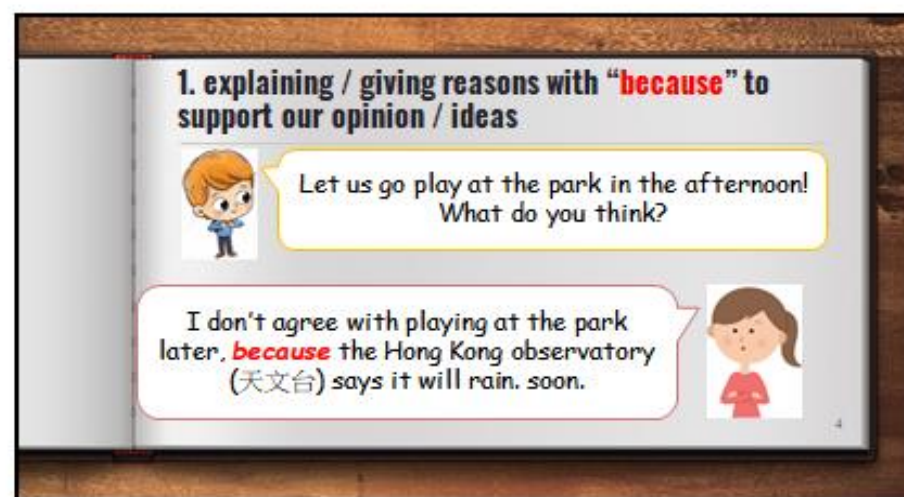 1. explaining / giving reasons with “because” to
support our opinion / ideas
Let us go play at the park in the afternoon!
What do you think?
I don't agree with playing at the park
later, because the Hong Kong observatory
(天文台) says it will rain. soon.
4